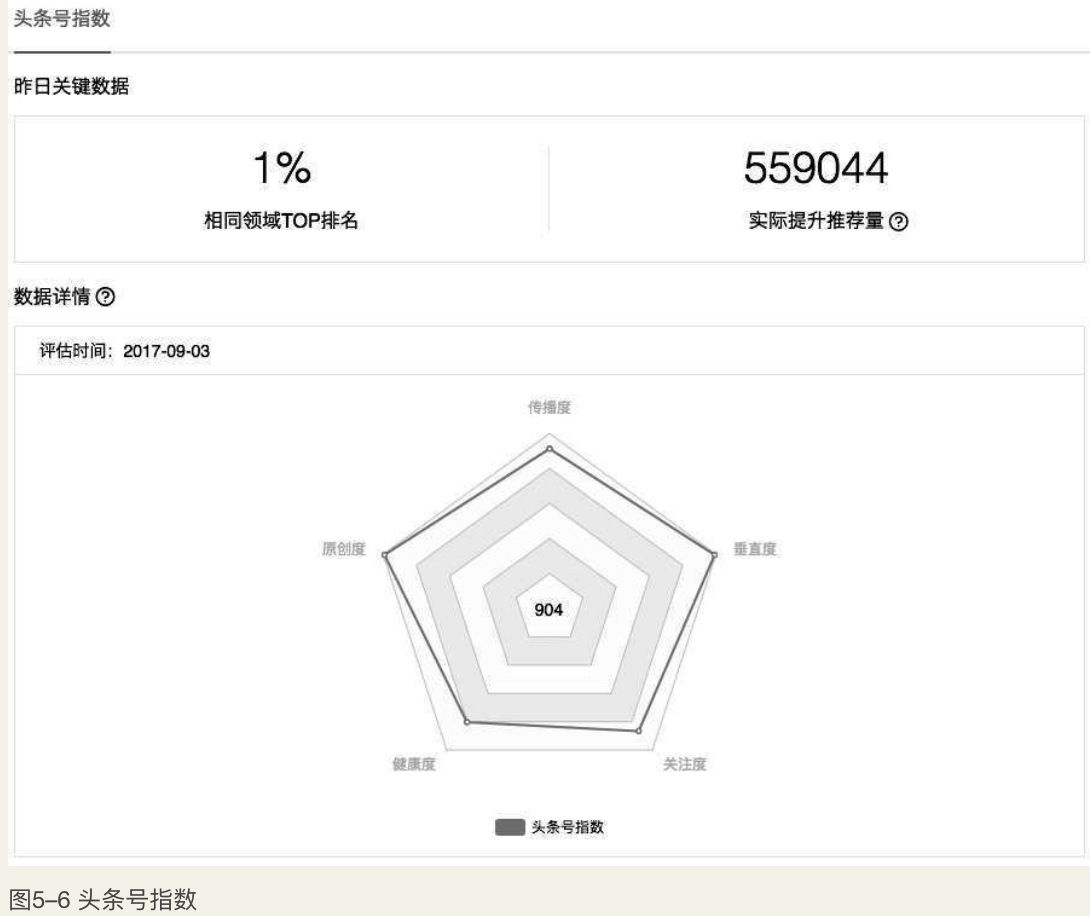 头条号指数
昨日关键数据
1%
相同领域TOP排名
559044
实际提升推荐量 ?
数据详情 ?
评估时间：2017-09-03
传播度
原创度
垂直度
904
健康度
关注度
头条号指数
图5–6 头条号指数